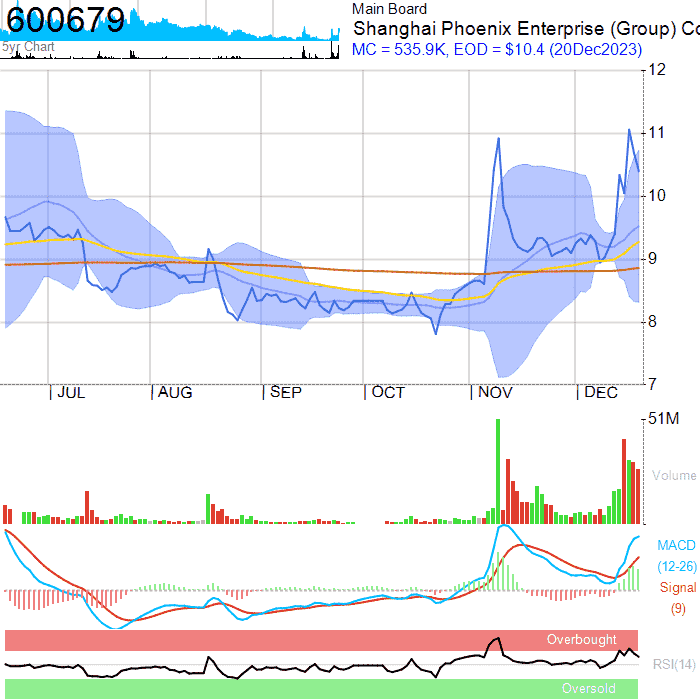 600679
5yr Chart
Main Board
Shanghai Phoenix Enterprise (Group) Co
MC = 535.9K, EOD = $10.4 (20Dec2023)
12
11
10
9
8
7
JUL AUG SEP OCT NOV DEC
51M
Volume
MACD
(12-26)
Signal
(9)
Overbought
RSI(14)
Oversold